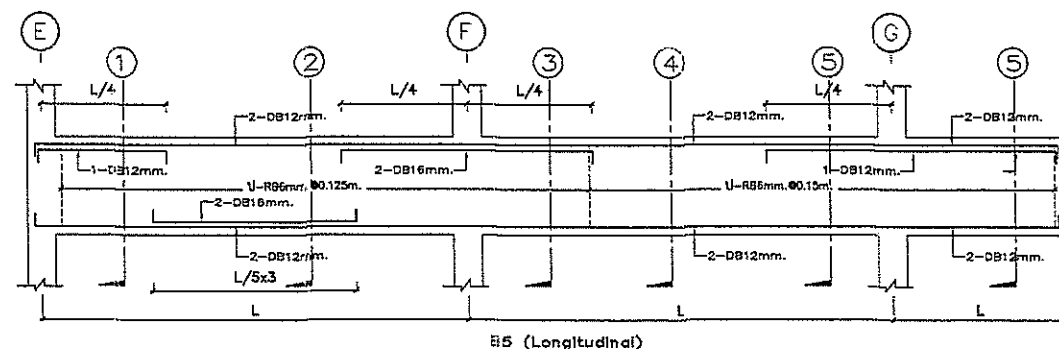 E
F
G
1
2
3
4
5
5
L/4
L/4
L/4
L/4
2-DB12mm.
2-DB12mm.
2-DB12mm.
1-DB12mm.
2-DB16mm.
1-DB12mm.
ป-RB6mm. @0.125m.
ป-RB6mm. @0.15m.
2-DB16mm.
2-DB12mm.
2-DB12mm.
2-DB12mm.
L/5x3
L
L
L
B5 (Longitudinal)